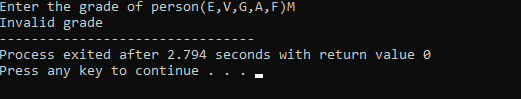 Enter the grade of person(E,V,G,A,F)M
Invalid grade
--------------------------------
Process exited after 2.794 seconds with return value 0
Press any key to continue . . .